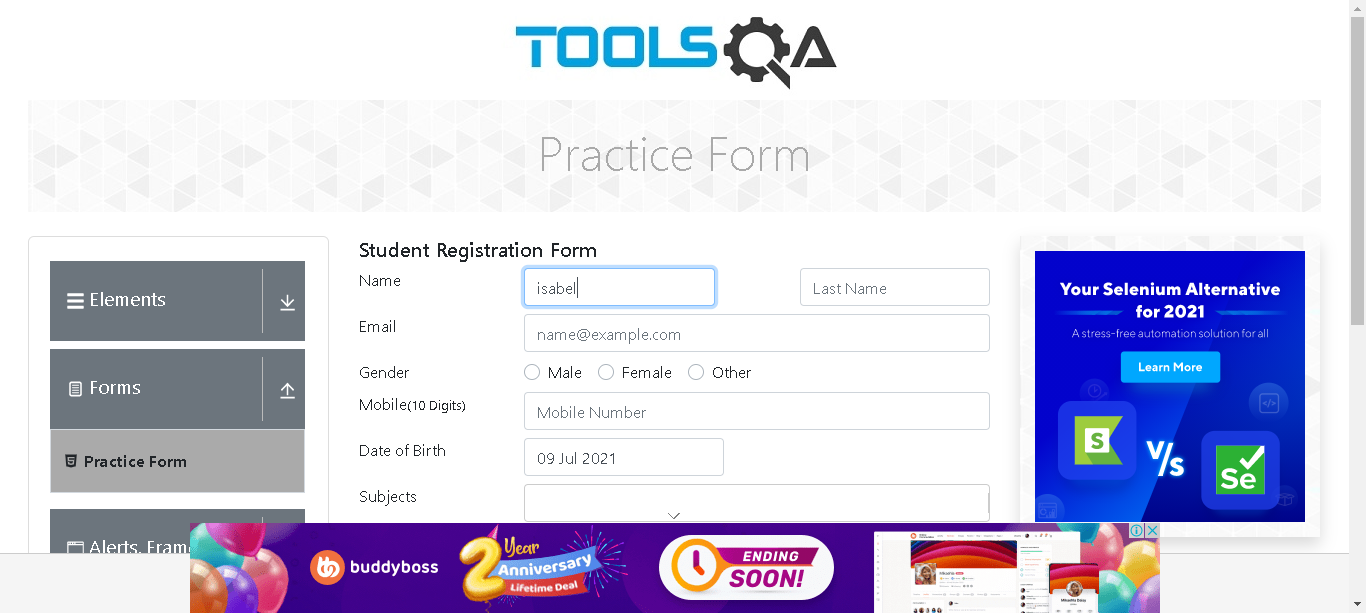 TOOLSQA
Practice Form
Elements
Forms
Practice Form
Alerts, Fram
Student Registration Form
Name
isabel
Last Name
Email
name@example.com
Gender
Male
Female
Other
Mobile(10 Digits)
Mobile Number
Date of Birth
09 Jul 2021
Subjects
Your Selenium Alternative
for 2021
A stress-free automation solution for all
Learn More
S
V/s
Se
buddyboss
2 Year
Anniversary
Lifetime Deal
ENDING
SOON!